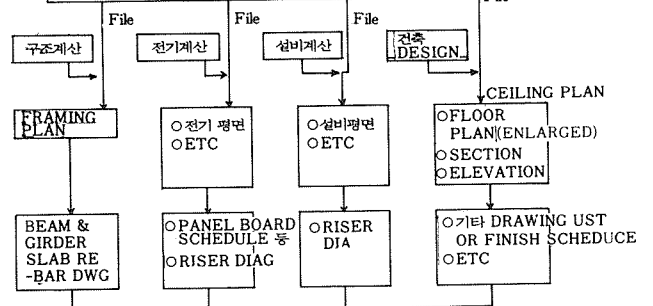 File
File
File
File
구조계산
전기계산
설비계산
건축
DESIGN
CEILING PLAN
FRAMING
PLAN
○전기 평면
○ETC
○설비평면
○ETC
○FLOOR
PLAN(ENLARGED)
○SECTION
○ELEVATION
BEAM &
GIRDER
SLAB RE
-BAR DWG
○PANEL BOARD
SCHEDULE 등
○RISER DIAG
○RISER
DIA
○기타 DRAWING UST
OR FINISH SCHEDUCE
○ETC